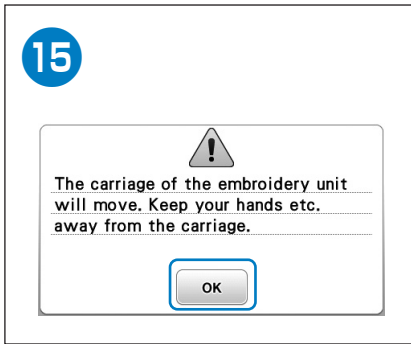 15
The carriage of the embroidery unit
will move. Keep your hands etc.
away from the carriage.
OK